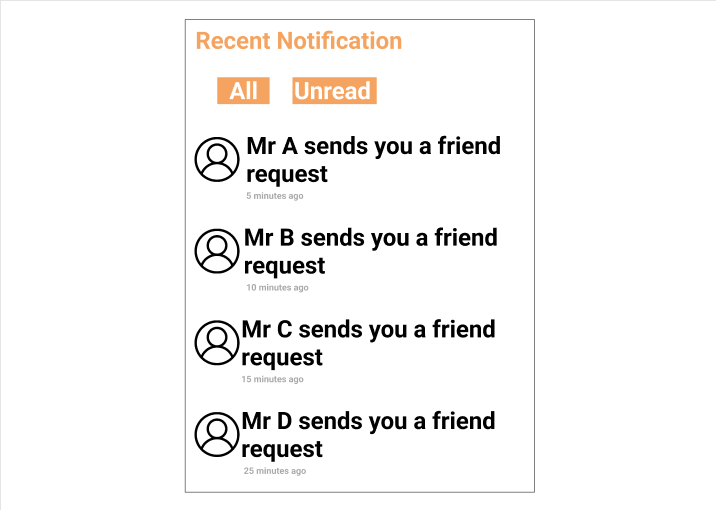 Recent Notification
All
Unread
Mr A sends you a friend
request
5 minutes ago
Mr B sends you a friend
request
10 minutes ago
Mr C sends you a friend
request
15 minutes ago
Mr D sends you a friend
request
25 minutes ago